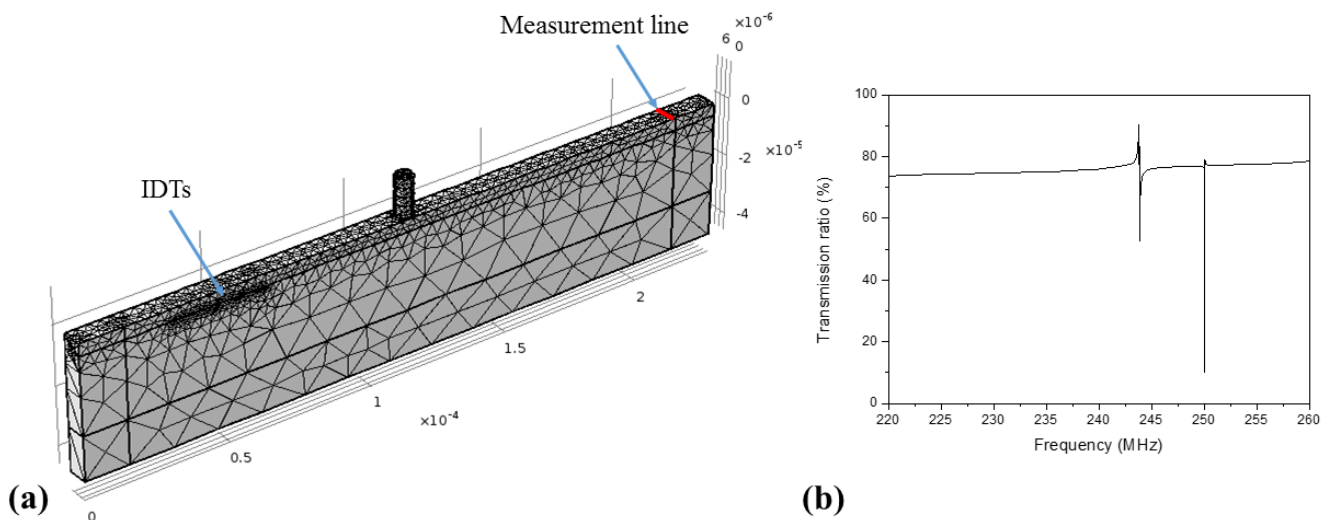 Measurement line
IDTs
×10⁻⁶
6
0
0
-2
×10⁻⁵
-4
2
1.5
1
×10⁻⁴
0.5
0
(a)
100
80
60
40
20
0
Transmission ratio (%)
220 225 230 235 240 245 250 255 260
Frequency (MHz)
(b)